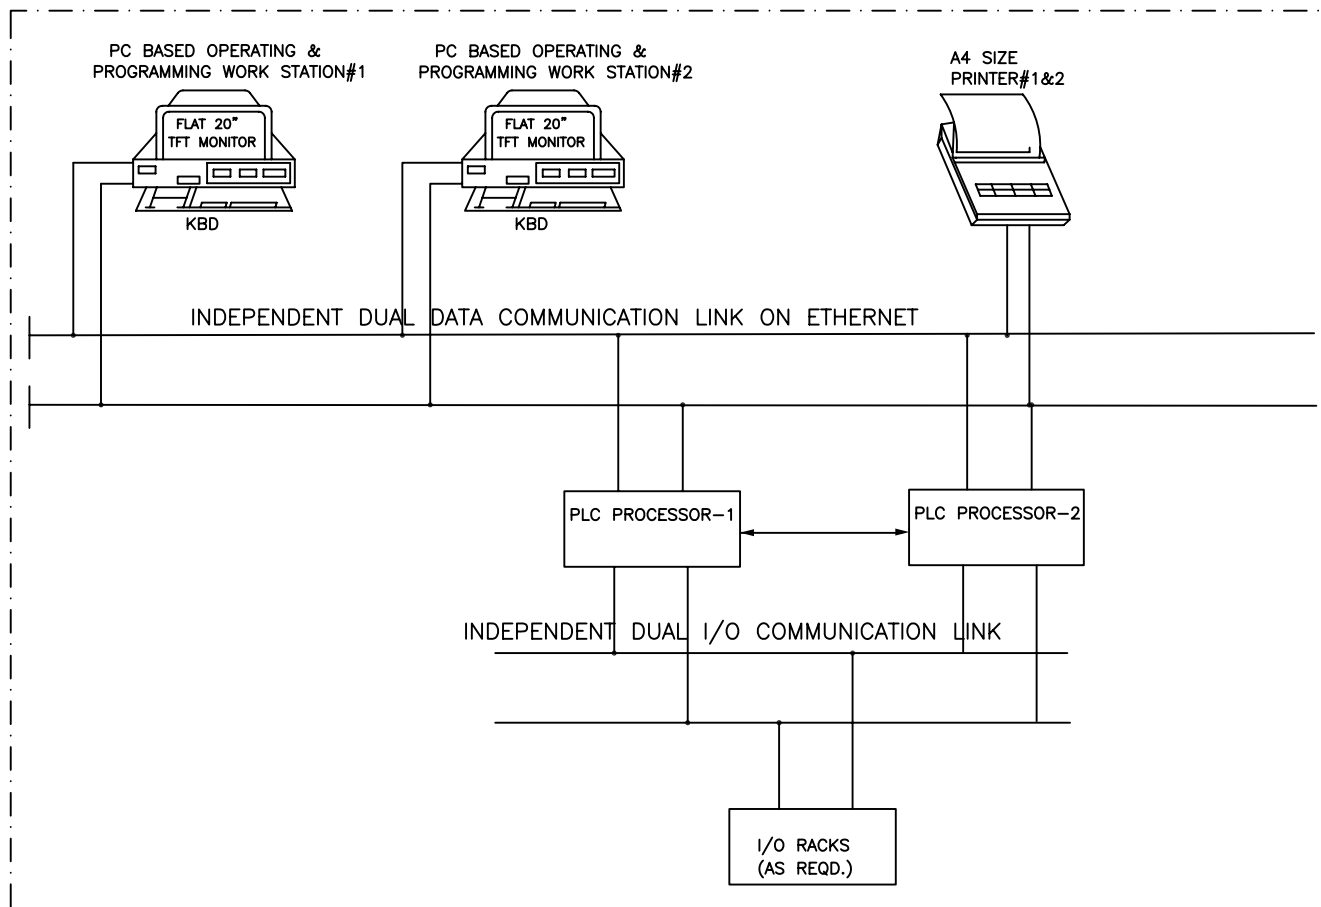 PC BASED OPERATING &
PROGRAMMING WORK STATION#1
PC BASED OPERATING &
PROGRAMMING WORK STATION#2
A4 SIZE
PRINTER#1&2
FLAT 20"
TFT MONITOR
FLAT 20"
TFT MONITOR
KBD
KBD
INDEPENDENT DUAL DATA COMMUNICATION LINK ON ETHERNET
PLC PROCESSOR-1
PLC PROCESSOR-2
INDEPENDENT DUAL I/O COMMUNICATION LINK
I/O RACKS
(AS REQD.)